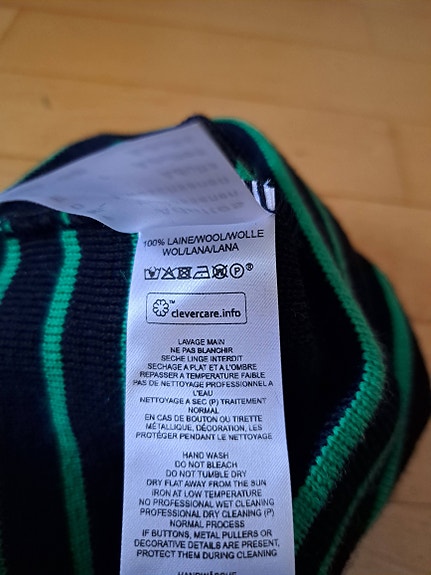 100% LAINE/WOOL/WOLLE
WOL/LANA/LANA
P ®
™ clevercare.info
LAVAGE MAIN
NE PAS BLANCHIR
SECHE LINGE INTERDIT
SECHAGE A PLAT ET A L'OMBRE
REPASSER A TEMPERATURE FAIBLE
PAS DE NETTOYAGE PROFESSIONNEL A
L'EAU
NETTOYAGE A SEC (P) TRAITEMENT
NORMAL
EN CAS DE BOUTON OU TIRETTE
MÉTALLIQUE, DÉCORATION, LES
PROTÉGER PENDANT LE NETTOYAGE
HAND WASH
DO NOT BLEACH
DO NOT TUMBLE DRY
DRY FLAT AWAY FROM THE SUN
IRON AT LOW TEMPERATURE
NO PROFESSIONAL WET CLEANING
PROFESSIONAL DRY CLEANING (P)
NORMAL PROCESS
IF BUTTONS, METAL PULLERS OR
DECORATIVE DETAILS ARE PRESENT,
PROTECT THEM DURING CLEANING
HANDWÄSCHE